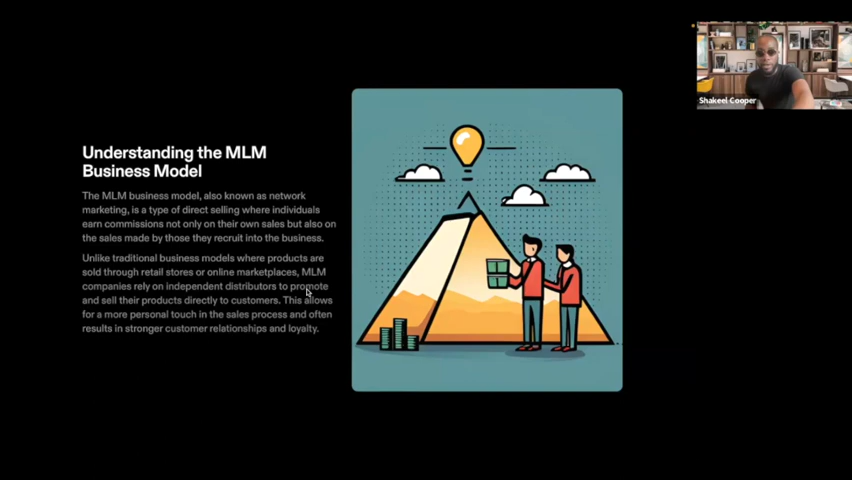 Understanding the MLM
Business Model
The MLM business model, also known as network
marketing, is a type of direct selling where individuals
earn commissions not only on their own sales but also on
the sales made by those they recruit into the business.
Unlike traditional business models where products are
sold through retail stores or online marketplaces, MLM
companies rely on independent distributors to promote
and sell their products directly to customers. This allows
for a more personal touch in the sales process and often
results in stronger customer relationships and loyalty.
Shakeel Cooper